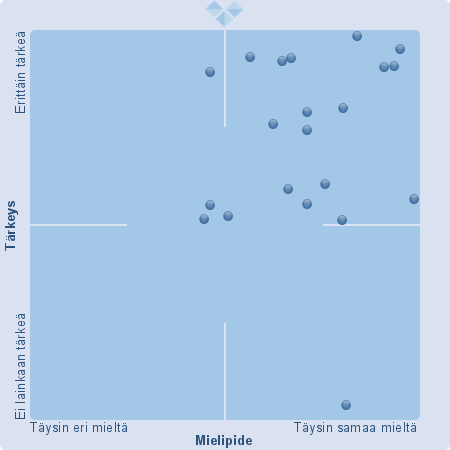 Erittäin tärkeä
Tärkeys
Ei lainkaan tärkeä
Täysin eri mieltä
Täysin samaa mieltä
Mielipide